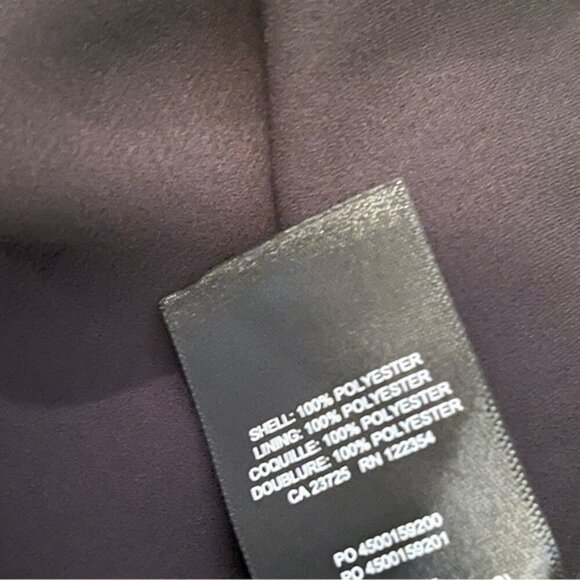 SHELL: 100% POLYESTER
LINING: 100% POLYESTER
COQUILLE: 100% POLYESTER
DOUBLURE: 100% POLYESTER
CA 23725 RN 122354
PO 4500159200
PO 4500159201